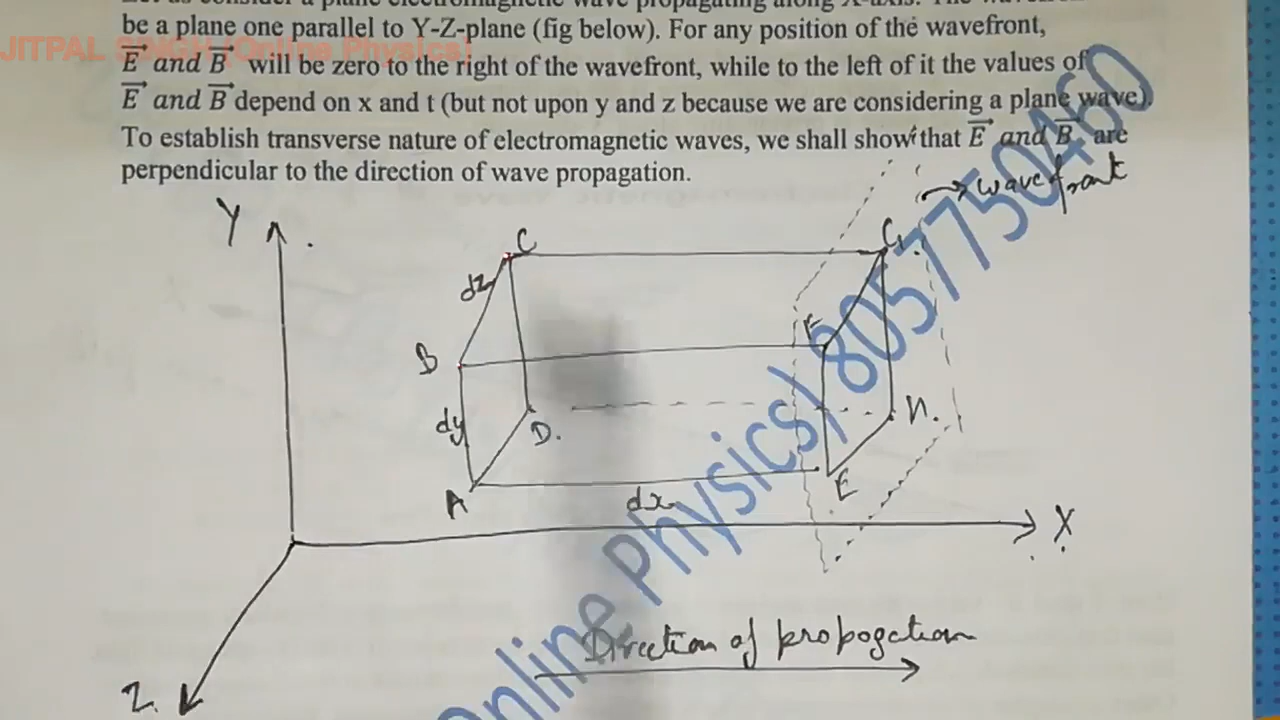 be a plane one parallel to Y-Z-plane (fig below). For any position of the wavefront,
JITPAL SINGH (Online Physics)
E and B will be zero to the right of the wavefront, while to the left of it the values of
E and B depend on x and t (but not upon y and z because we are considering a plane wave).
To establish transverse nature of electromagnetic waves, we shall show that E and B are
perpendicular to the direction of wave propagation.
wavefront
Y
C
G
dz
F
B
dy
D.
n.
A
dx
E
X
Direction of propogation
Z
Online Physics) 8057750460